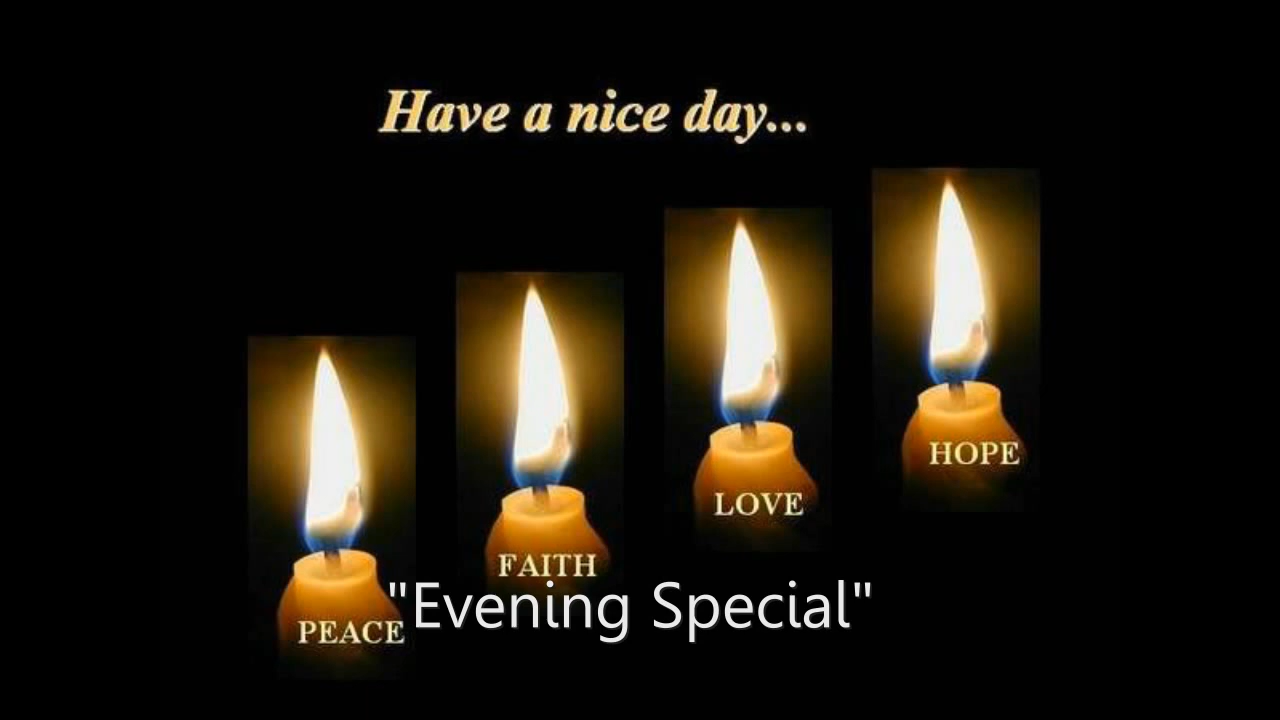 Have a nice day...
HOPE
LOVE
FAITH
"Evening Special"
PEACE